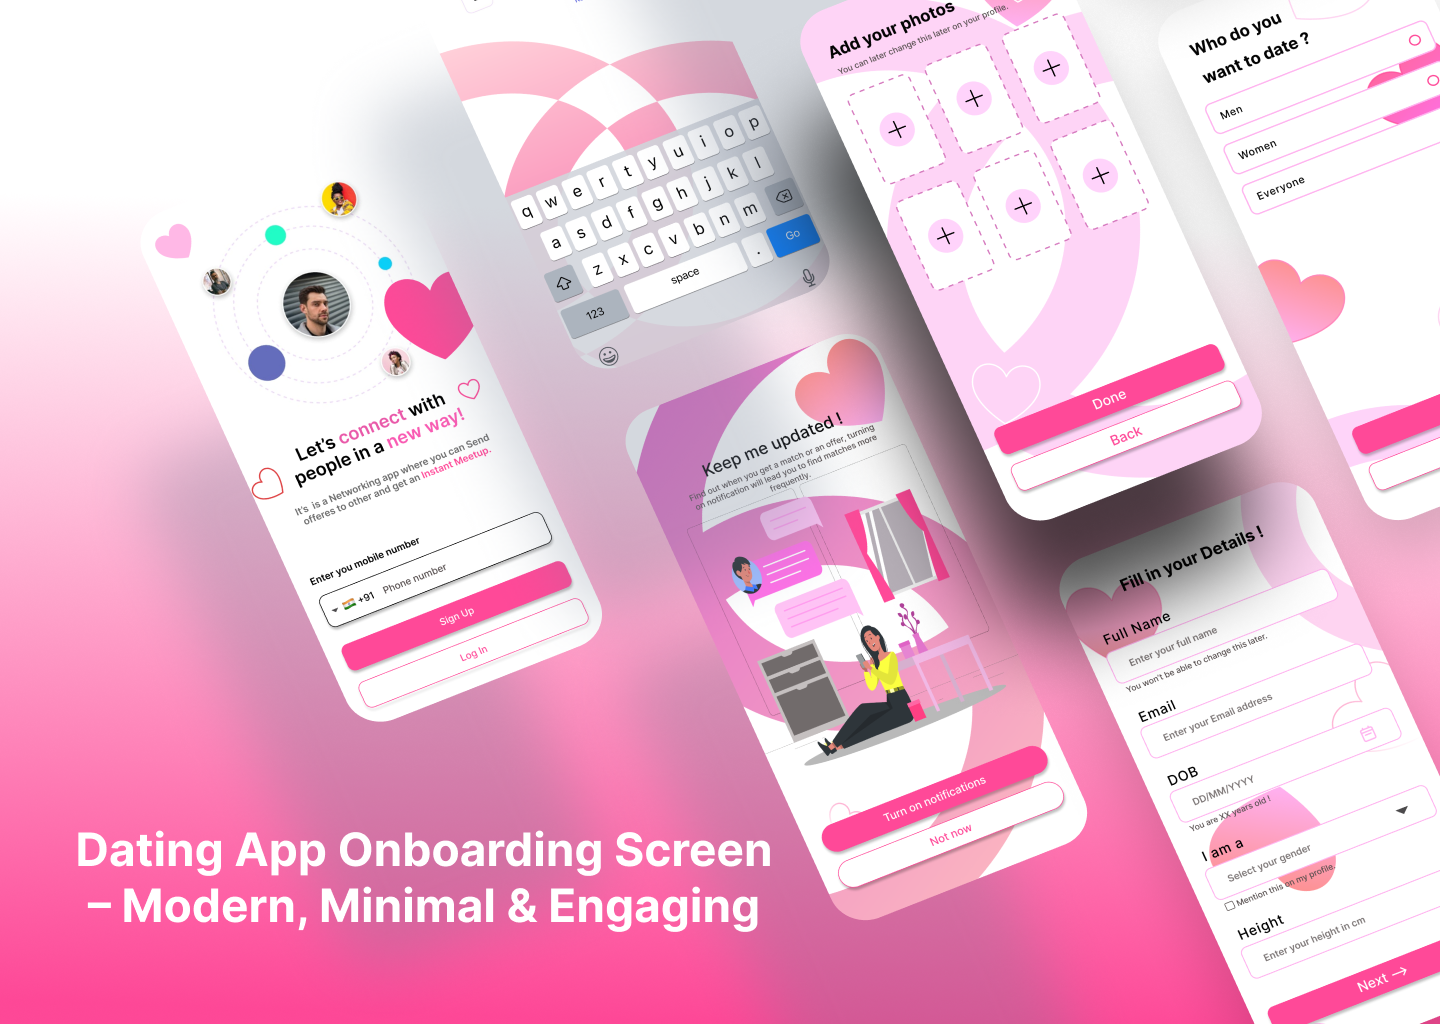 Let's connect with
people in a new way!
It's is a Networking app where you can Send
offeres to other and get an Instant Meetup.
Enter you mobile number
+91 Phone number
Sign Up
Log In
q w e r t y u i o p
a s d f g h j k l
z x c v b n m
123 space . Go
Keep me updated !
Find out when you get a match or an offer, turning
on notification will lead you to find matches more
frequently.
Turn on notifications
Not now
Add your photos
You can later change this later on your profile.
Done
Back
Who do you
want to date ?
Men
Women
Everyone
Fill in your Details !
Full Name
Enter your full name
You won't be able to change this later.
Email
Enter your Email address
DOB
DD/MM/YYYY
You are XX years old !
I am a
Select your gender
Mention this on my profile.
Height
Enter your height in cm
Next →
Dating App Onboarding Screen
– Modern, Minimal & Engaging